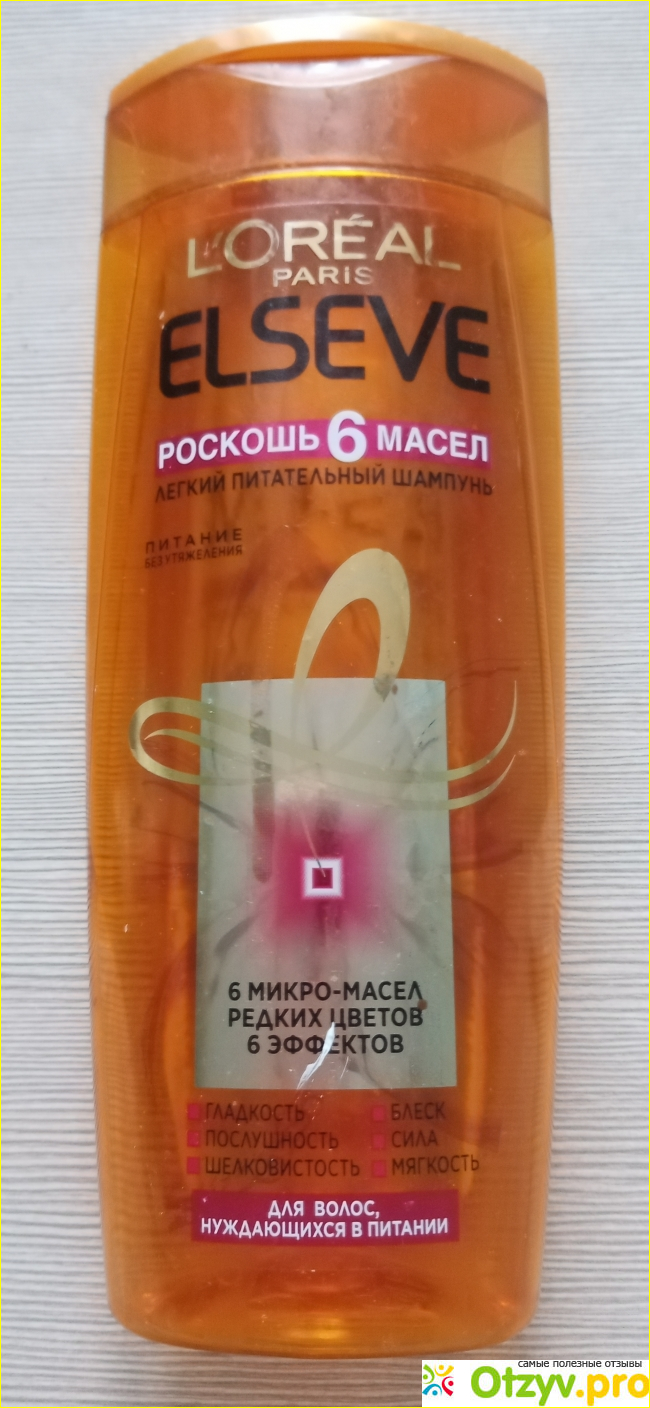 L'ORÉAL
PARIS
ELSEVE
РОСКОШЬ 6 МАСЕЛ
ЛЕГКИЙ ПИТАТЕЛЬНЫЙ ШАМПУНЬ
ПИТАНИЕ
БЕЗ УТЯЖЕЛЕНИЯ
6 МИКРО-МАСЕЛ
РЕДКИХ ЦВЕТОВ
6 ЭФФЕКТОВ
ГЛАДКОСТЬ БЛЕСК
ПОСЛУШНОСТЬ СИЛА
ШЕЛКОВИСТОСТЬ МЯГКОСТЬ
ДЛЯ ВОЛОС,
НУЖДАЮЩИХСЯ В ПИТАНИИ
самые полезные отзывы
Otzyv.pro